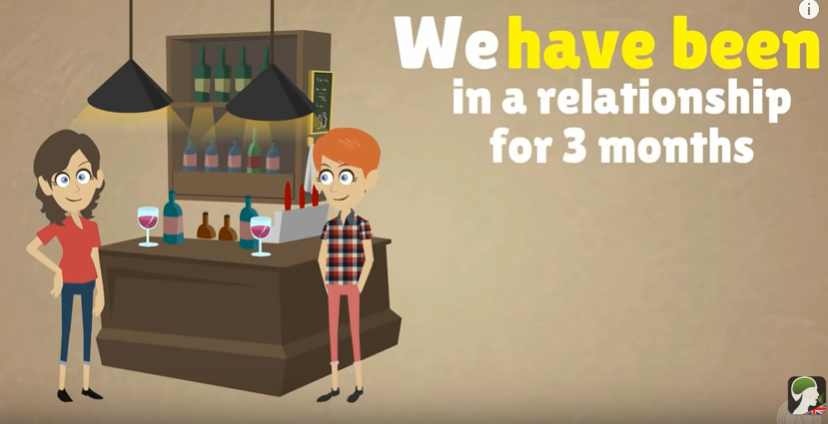 We have been
in a relationship
for 3 months